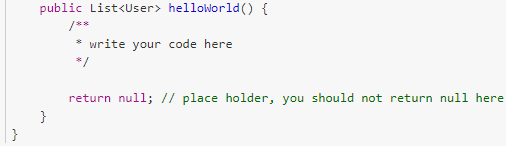 public List<User> helloWorld() {
/**
* write your code here
*/
return null; // place holder, you should not return null here
}
}